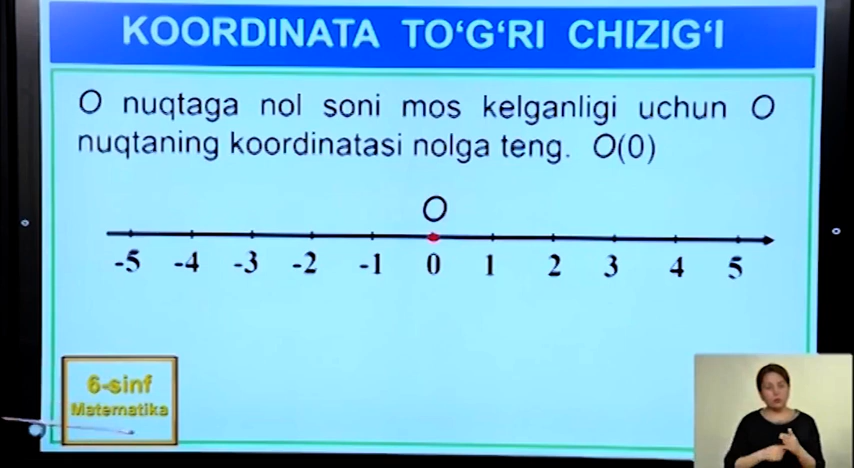 KOORDINATA TO‘G‘RI CHIZIG‘I
O nuqtaga nol soni mos kelganligi uchun O
nuqtaning koordinatasi nolga teng. O(0)
O
-5 -4 -3 -2 -1 0 1 2 3 4 5
6-sinf
Matematika